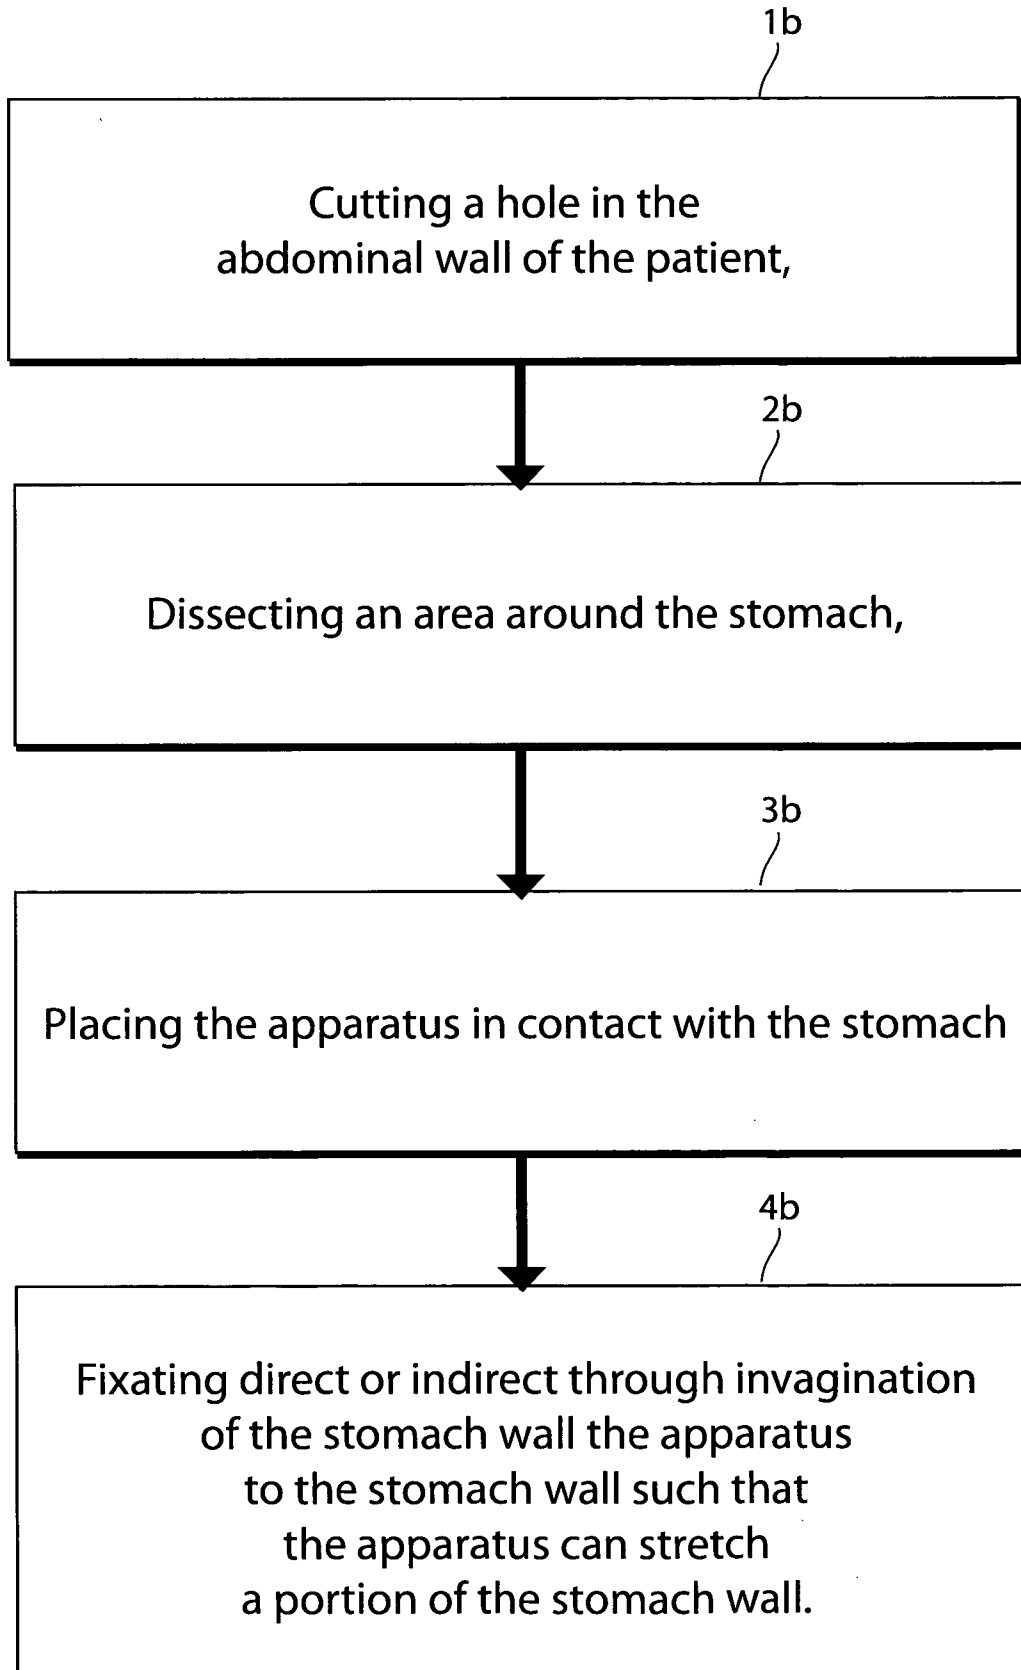 1b
Cutting a hole in the
abdominal wall of the patient,
2b
Dissecting an area around the stomach,
3b
Placing the apparatus in contact with the stomach
4b
Fixating direct or indirect through invagination
of the stomach wall the apparatus
to the stomach wall such that
the apparatus can stretch
a portion of the stomach wall.